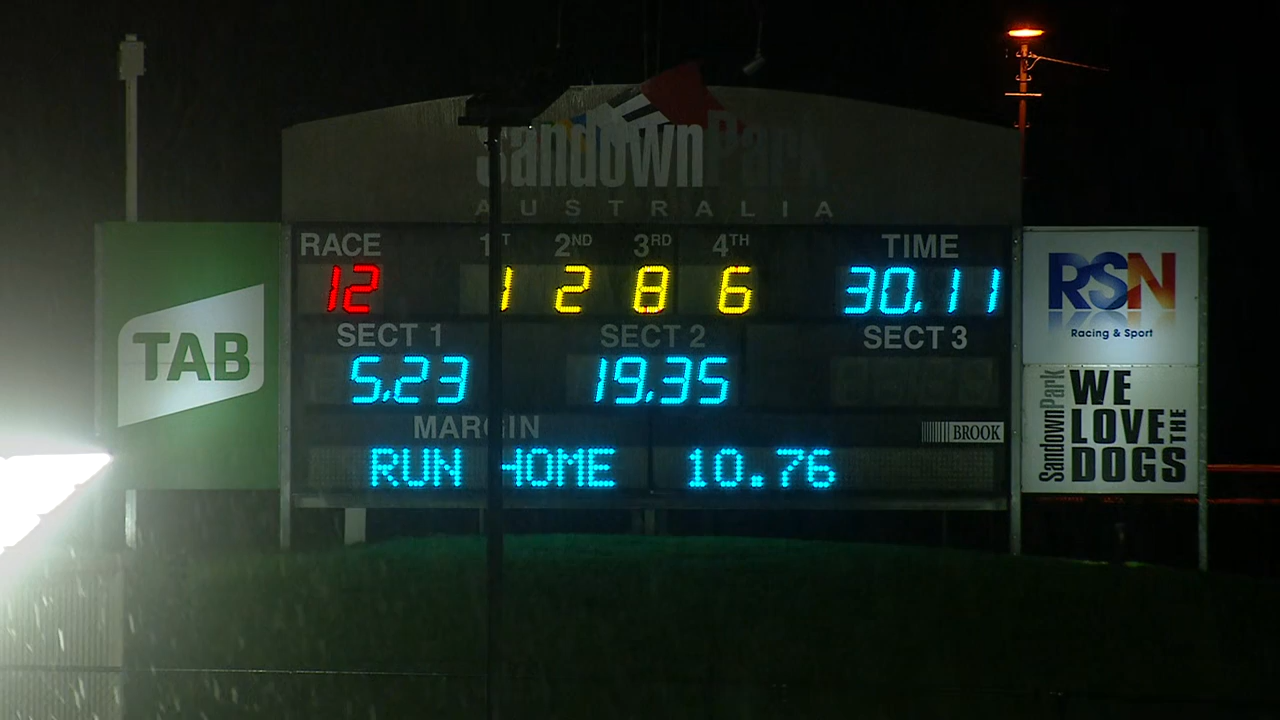 SandownPark
AUSTRALIA
RACE 1ST 2ND 3RD 4TH TIME
12 1 2 8 6 30.11
SECT 1 SECT 2 SECT 3
5.23 19.35
MARGIN
BROOK
RUN HOME 10.76
TAB
RSN
Racing & Sport
SandownPark
WE
LOVE THE
DOGS